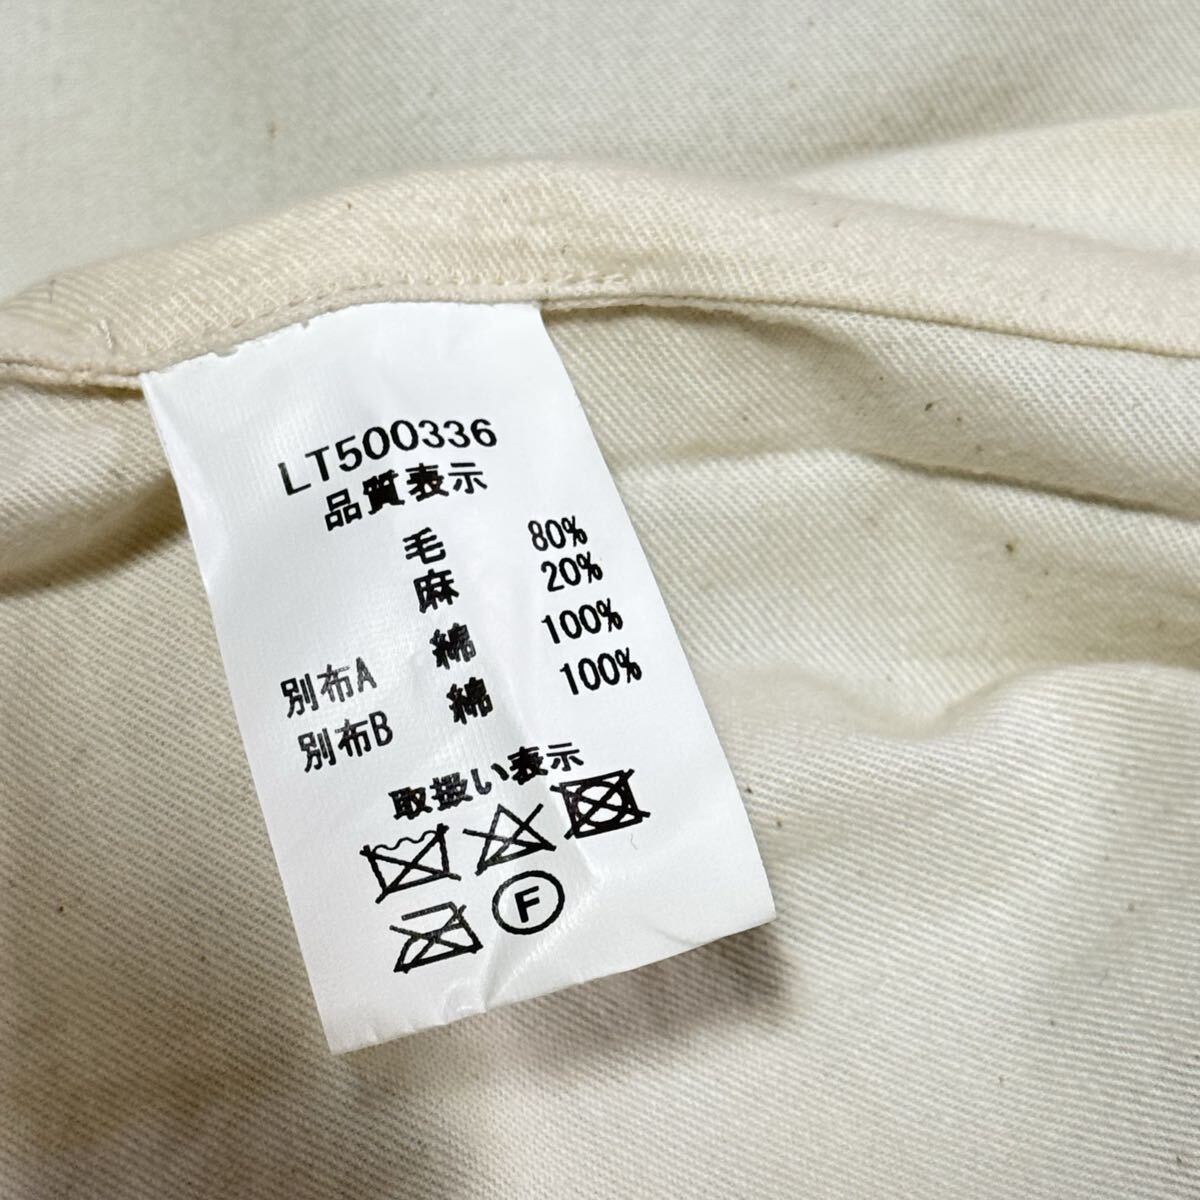 LT500336
品質表示
毛 80%
麻 20%
別布A 綿 100%
別布B 綿 100%
取扱い表示
F